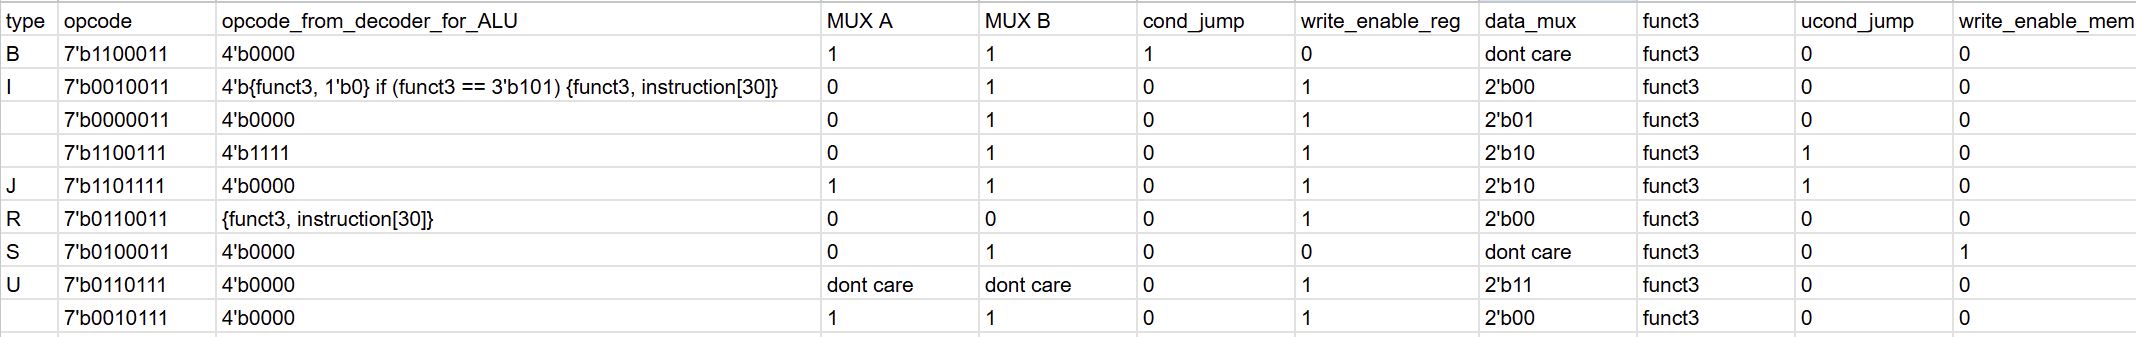 type opcode opcode_from_decoder_for_ALU MUX A MUX B cond_jump write_enable_reg data_mux funct3 ucond_jump write_enable_mem
B 7'b1100011 4'b0000 1 1 1 0 dont care funct3 0 0
I 7'b0010011 4'b{funct3, 1'b0} if (funct3 == 3'b101) {funct3, instruction[30]} 0 1 0 1 2'b00 funct3 0 0
7'b0000011 4'b0000 0 1 0 1 2'b01 funct3 0 0
7'b1100111 4'b1111 0 1 0 1 2'b10 funct3 1 0
J 7'b1101111 4'b0000 1 1 0 1 2'b10 funct3 1 0
R 7'b0110011 {funct3, instruction[30]} 0 0 0 1 2'b00 funct3 0 0
S 7'b0100011 4'b0000 0 1 0 0 dont care funct3 0 1
U 7'b0110111 4'b0000 dont care dont care 0 1 2'b11 funct3 0 0
7'b0010111 4'b0000 1 1 0 1 2'b00 funct3 0 0